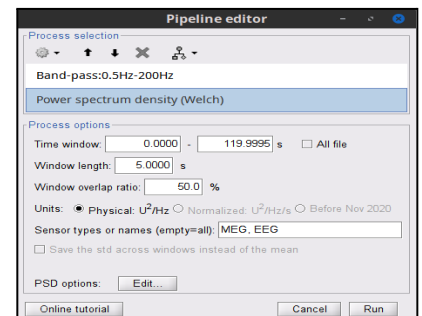 Pipeline editor
Process selection
Band-pass:0.5Hz-200Hz
Power spectrum density (Welch)
Process options
Time window: 0.0000 - 119.9995 s All file
Window length: 5.0000 s
Window overlap ratio: 50.0 %
Units: Physical: U²/Hz Normalized: U²/Hz/s Before Nov 2020
Sensor types or names (empty=all): MEG, EEG
Save the std across windows instead of the mean
PSD options: Edit...
Online tutorial Cancel Run